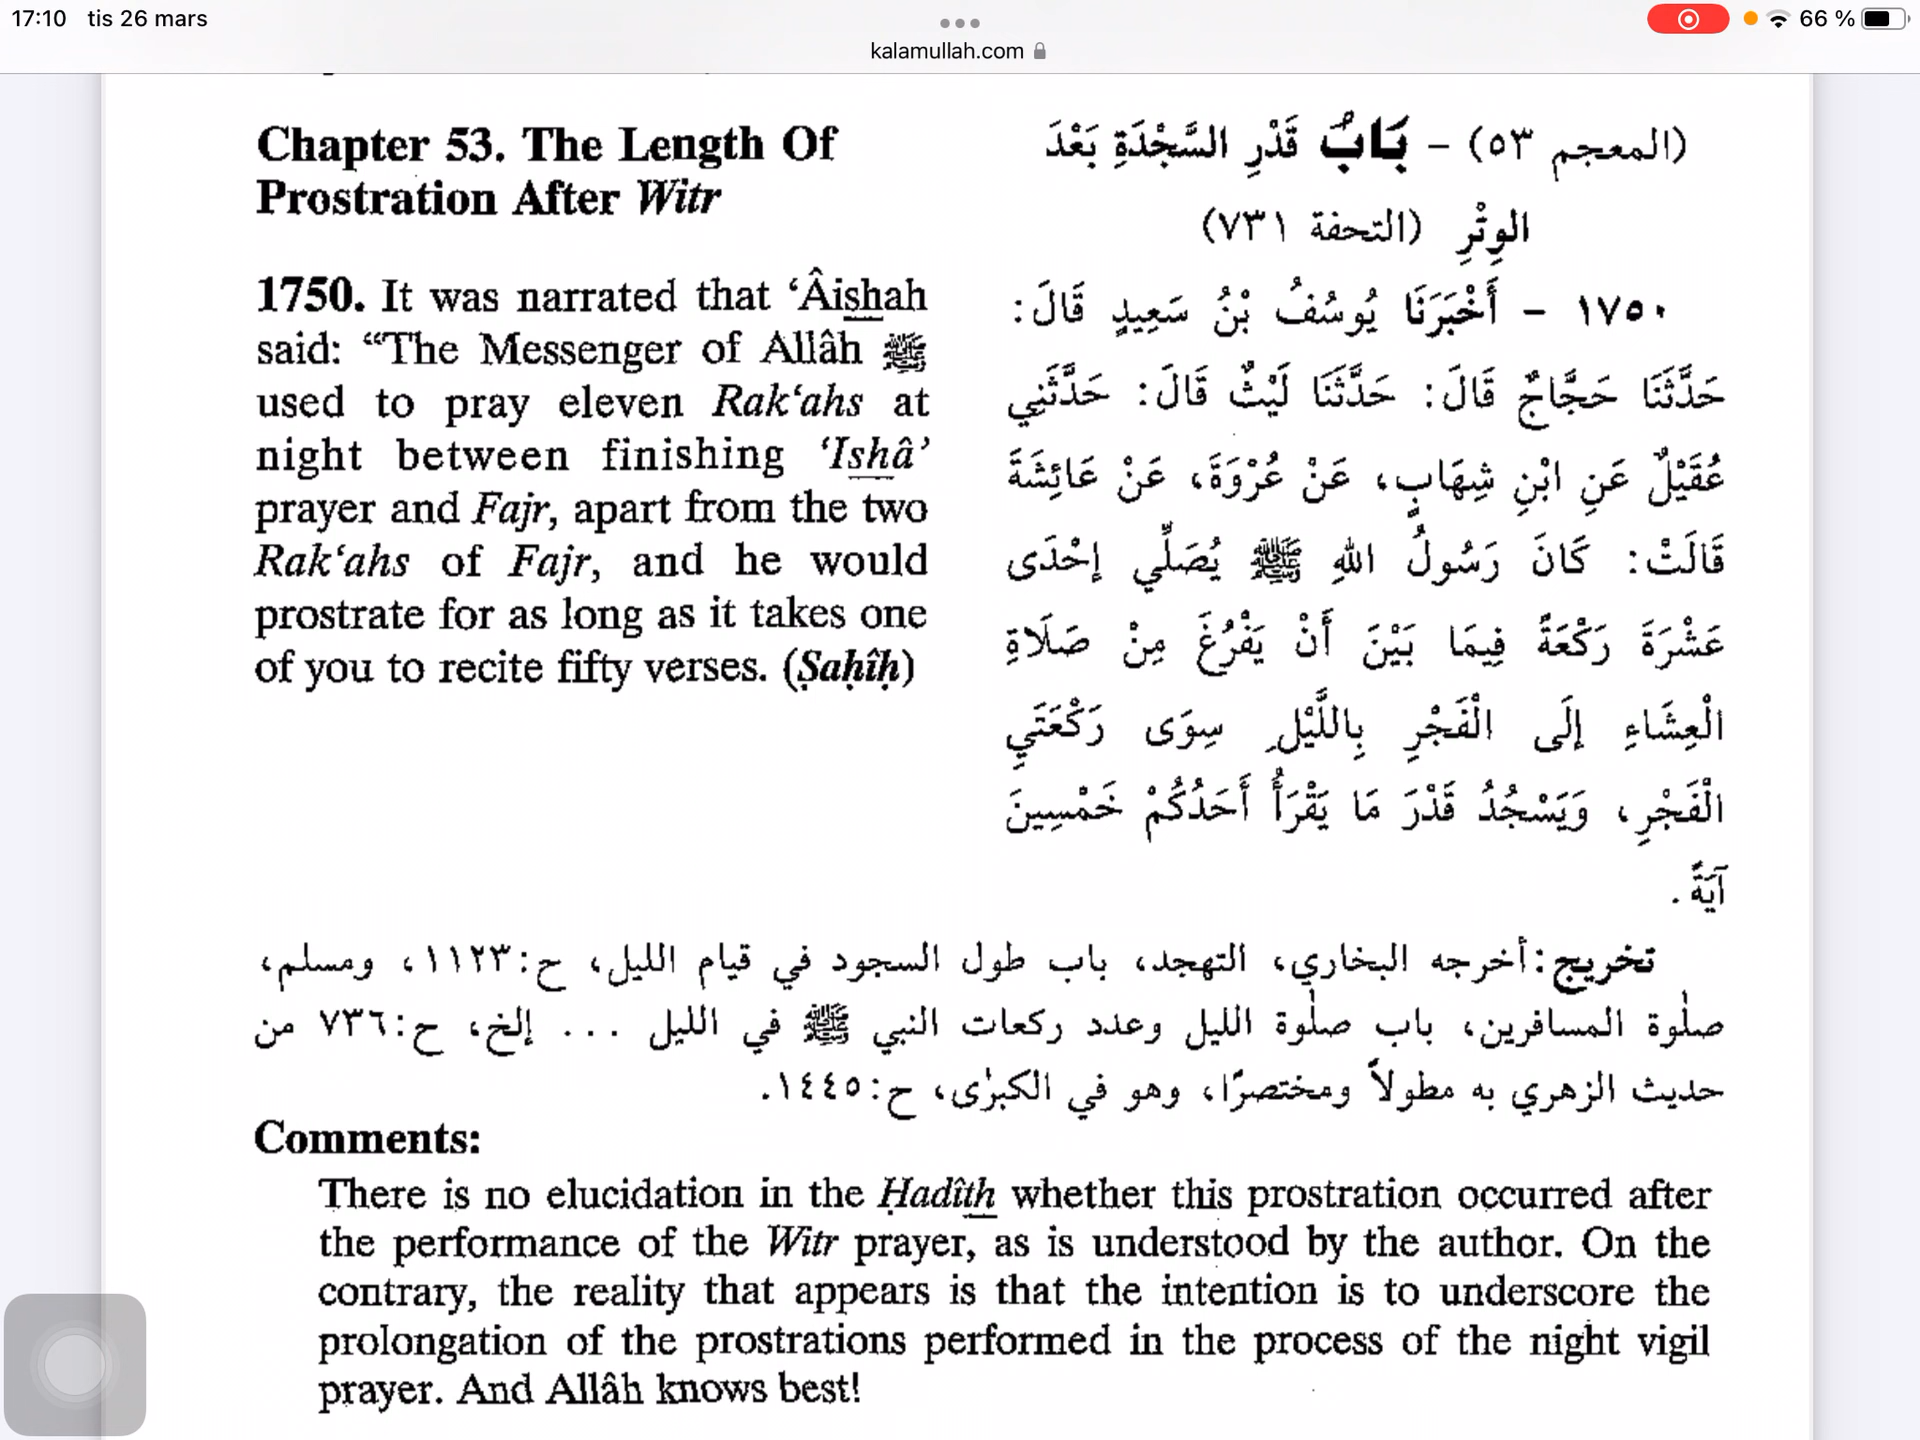 17:10 tis 26 mars
66 %
kalamullah.com
Chapter 53. The Length Of
Prostration After Witr
1750. It was narrated that ‘Âishah
said: “The Messenger of Allâh ﷺ
used to pray eleven Rak‘ahs at
night between finishing ‘Ishâ’
prayer and Fajr, apart from the two
Rak‘ahs of Fajr, and he would
prostrate for as long as it takes one
of you to recite fifty verses. (Ṣaḥîḥ)
(المعجم ٥٣) - بَابُ قَدْرِ السَّجْدَةِ بَعْدَ
الوِتْرِ (التحفة ٧٣١)
١٧٥٠ - أَخْبَرَنَا يُوسُفُ بْنُ سَعِيدٍ قَالَ:
حَدَّثَنَا حَجَّاجٌ قَالَ: حَدَّثَنَا لَيْثٌ قَالَ: حَدَّثَنِي
عُقَيْلٌ عَنِ ابْنِ شِهَابٍ، عَنْ عُرْوَةَ، عَنْ عَائِشَةَ
قَالَتْ: كَانَ رَسُولُ اللهِ ﷺ يُصَلِّي إِحْدَى
عَشْرَةَ رَكْعَةً فِيمَا بَيْنَ أَنْ يَفْرُغَ مِنْ صَلَاةِ
الْعِشَاءِ إِلَى الْفَجْرِ بِاللَّيْلِ سِوَى رَكْعَتَيِ
الْفَجْرِ، وَيَسْجُدُ قَدْرَ مَا يَقْرَأُ أَحَدُكُمْ خَمْسِينَ
آيَةً.
تخريج: أخرجه البخاري، التهجد، باب طول السجود في قيام الليل، ح:١١٢٣، ومسلم،
صلٰوة المسافرين، باب صلٰوة الليل وعدد ركعات النبي ﷺ في الليل ... إلخ، ح:٧٣٦ من
حديث الزهري به مطولاً ومختصرًا، وهو في الكبرٰى، ح:١٤٤٥.
Comments:
There is no elucidation in the Ḥadîth whether this prostration occurred after
the performance of the Witr prayer, as is understood by the author. On the
contrary, the reality that appears is that the intention is to underscore the
prolongation of the prostrations performed in the process of the night vigil
prayer. And Allâh knows best!